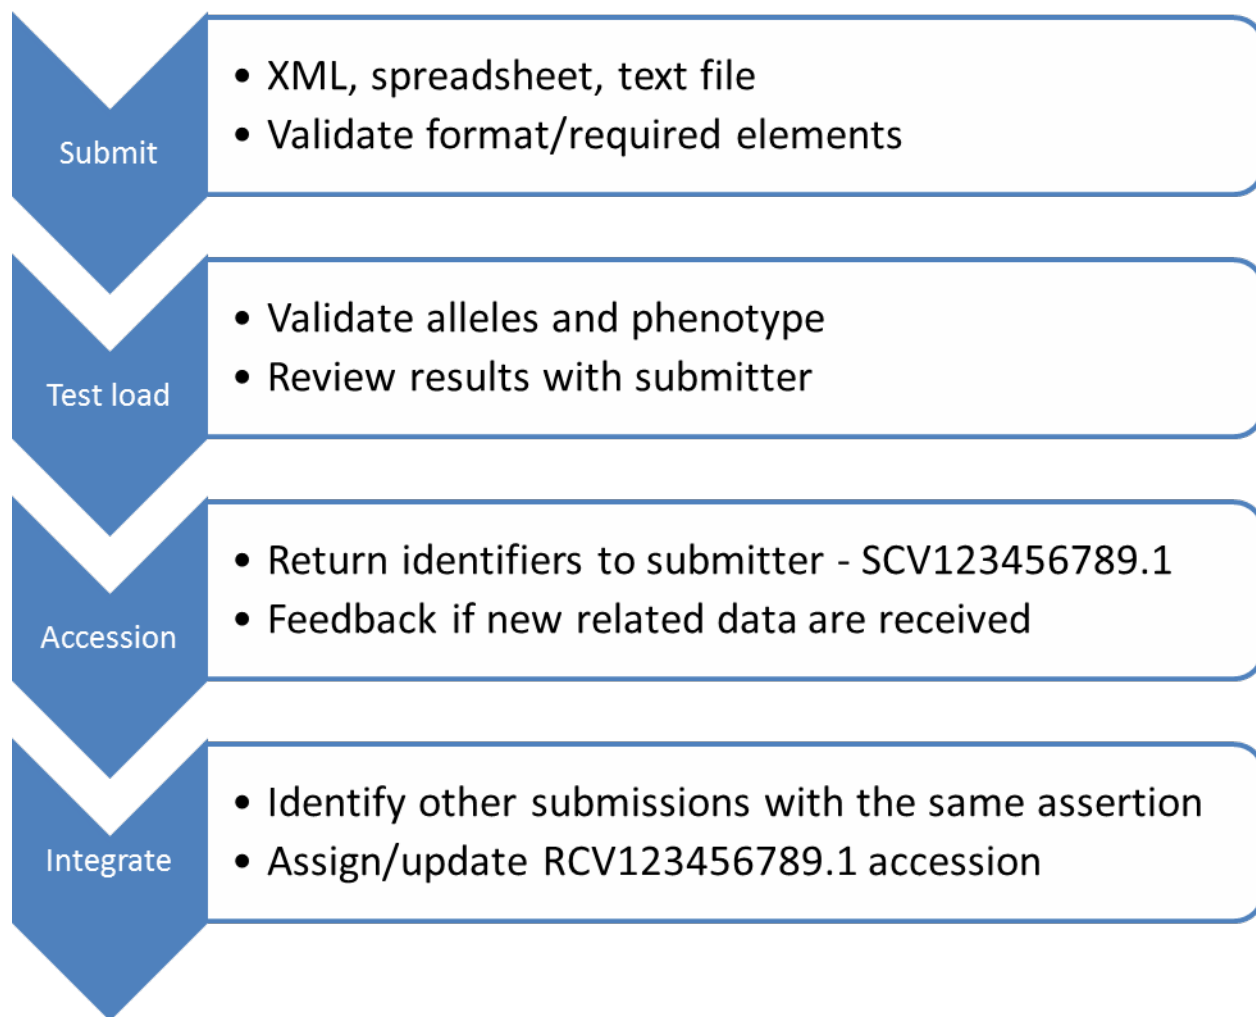 Submit
• XML, spreadsheet, text file
• Validate format/required elements
Test load
• Validate alleles and phenotype
• Review results with submitter
Accession
• Return identifiers to submitter - SCV123456789.1
• Feedback if new related data are received
Integrate
• Identify other submissions with the same assertion
• Assign/update RCV123456789.1 accession